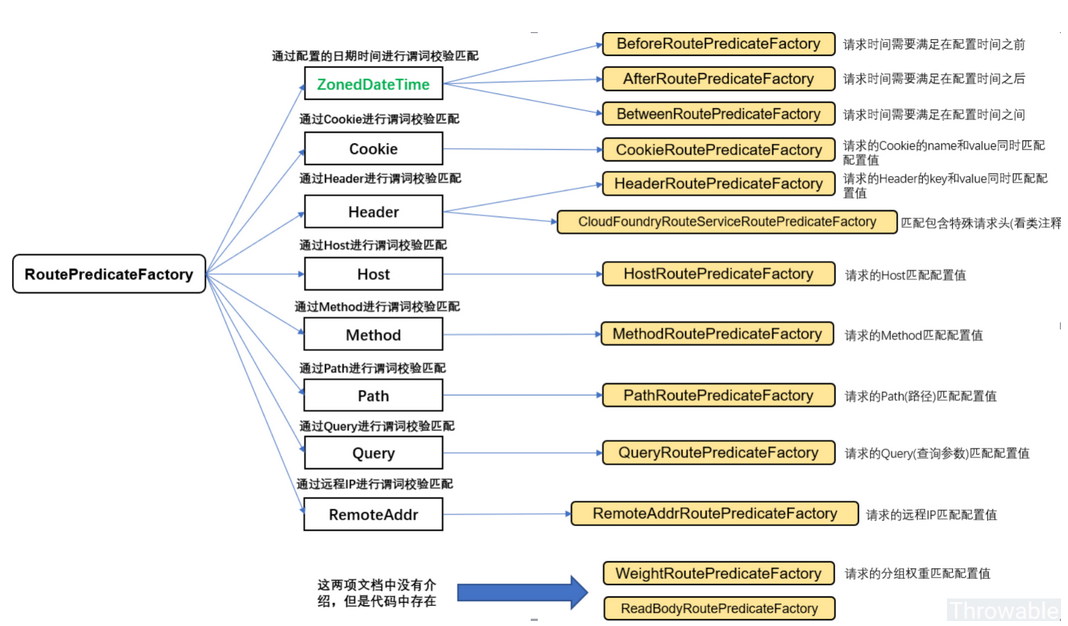 通过配置的日期时间进行谓词校验匹配
BeforeRoutePredicateFactory
请求时间需要满足在配置时间之前
ZonedDateTime
AfterRoutePredicateFactory
请求时间需要满足在配置时间之后
BetweenRoutePredicateFactory
请求时间需要满足在配置时间之间
通过Cookie进行谓词校验匹配
Cookie
CookieRoutePredicateFactory
请求的Cookie的name和value同时匹配
配置值
通过Header进行谓词校验匹配
Header
HeaderRoutePredicateFactory
请求的Header的key和value同时匹配配
置值
CloudFoundryRouteServiceRoutePredicateFactory
匹配包含特殊请求头(看类注释
RoutePredicateFactory
通过Host进行谓词校验匹配
Host
HostRoutePredicateFactory
请求的Host匹配配置值
通过Method进行谓词校验匹配
Method
MethodRoutePredicateFactory
请求的Method匹配配置值
通过Path进行谓词校验匹配
Path
PathRoutePredicateFactory
请求的Path(路径)匹配配置值
通过Query进行谓词校验匹配
Query
QueryRoutePredicateFactory
请求的Query(查询参数)匹配配置值
通过远程IP进行谓词校验匹配
RemoteAddr
RemoteAddrRoutePredicateFactory
请求的远程IP匹配配置值
这两项文档中没有介
绍，但是代码中存在
WeightRoutePredicateFactory
请求的分组权重匹配配置值
ReadBodyRoutePredicateFactory
Throwable